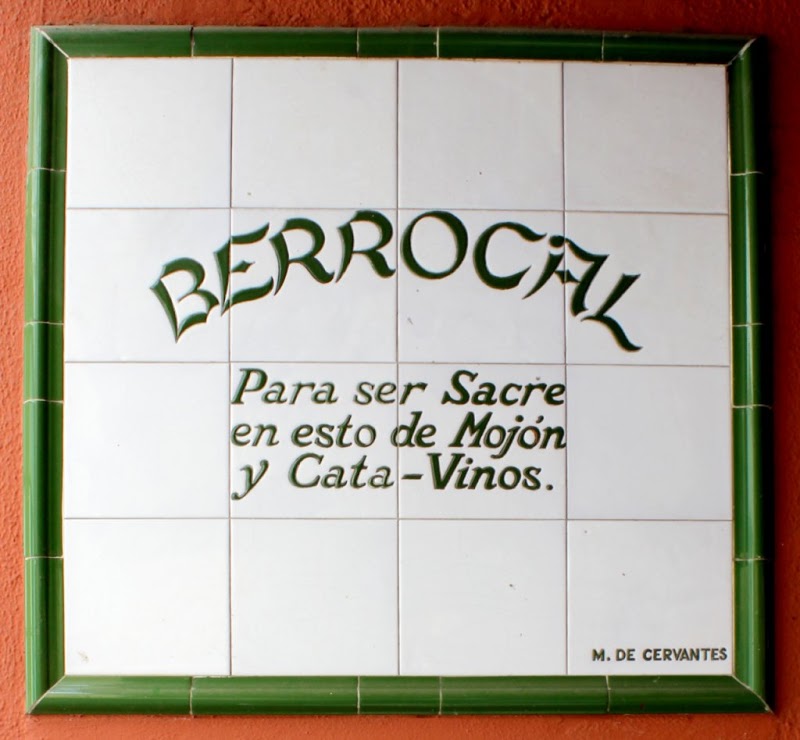 BERROCAL
Para ser Sacre
en esto de Mojón
y Cata-Vinos.
M. DE CERVANTES